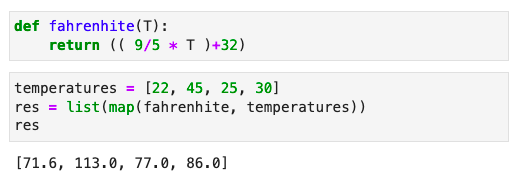 def fahrenhite(T):
    return (( 9/5 * T )+32)
temperatures = [22, 45, 25, 30]
res = list(map(fahrenhite, temperatures))
res
[71.6, 113.0, 77.0, 86.0]